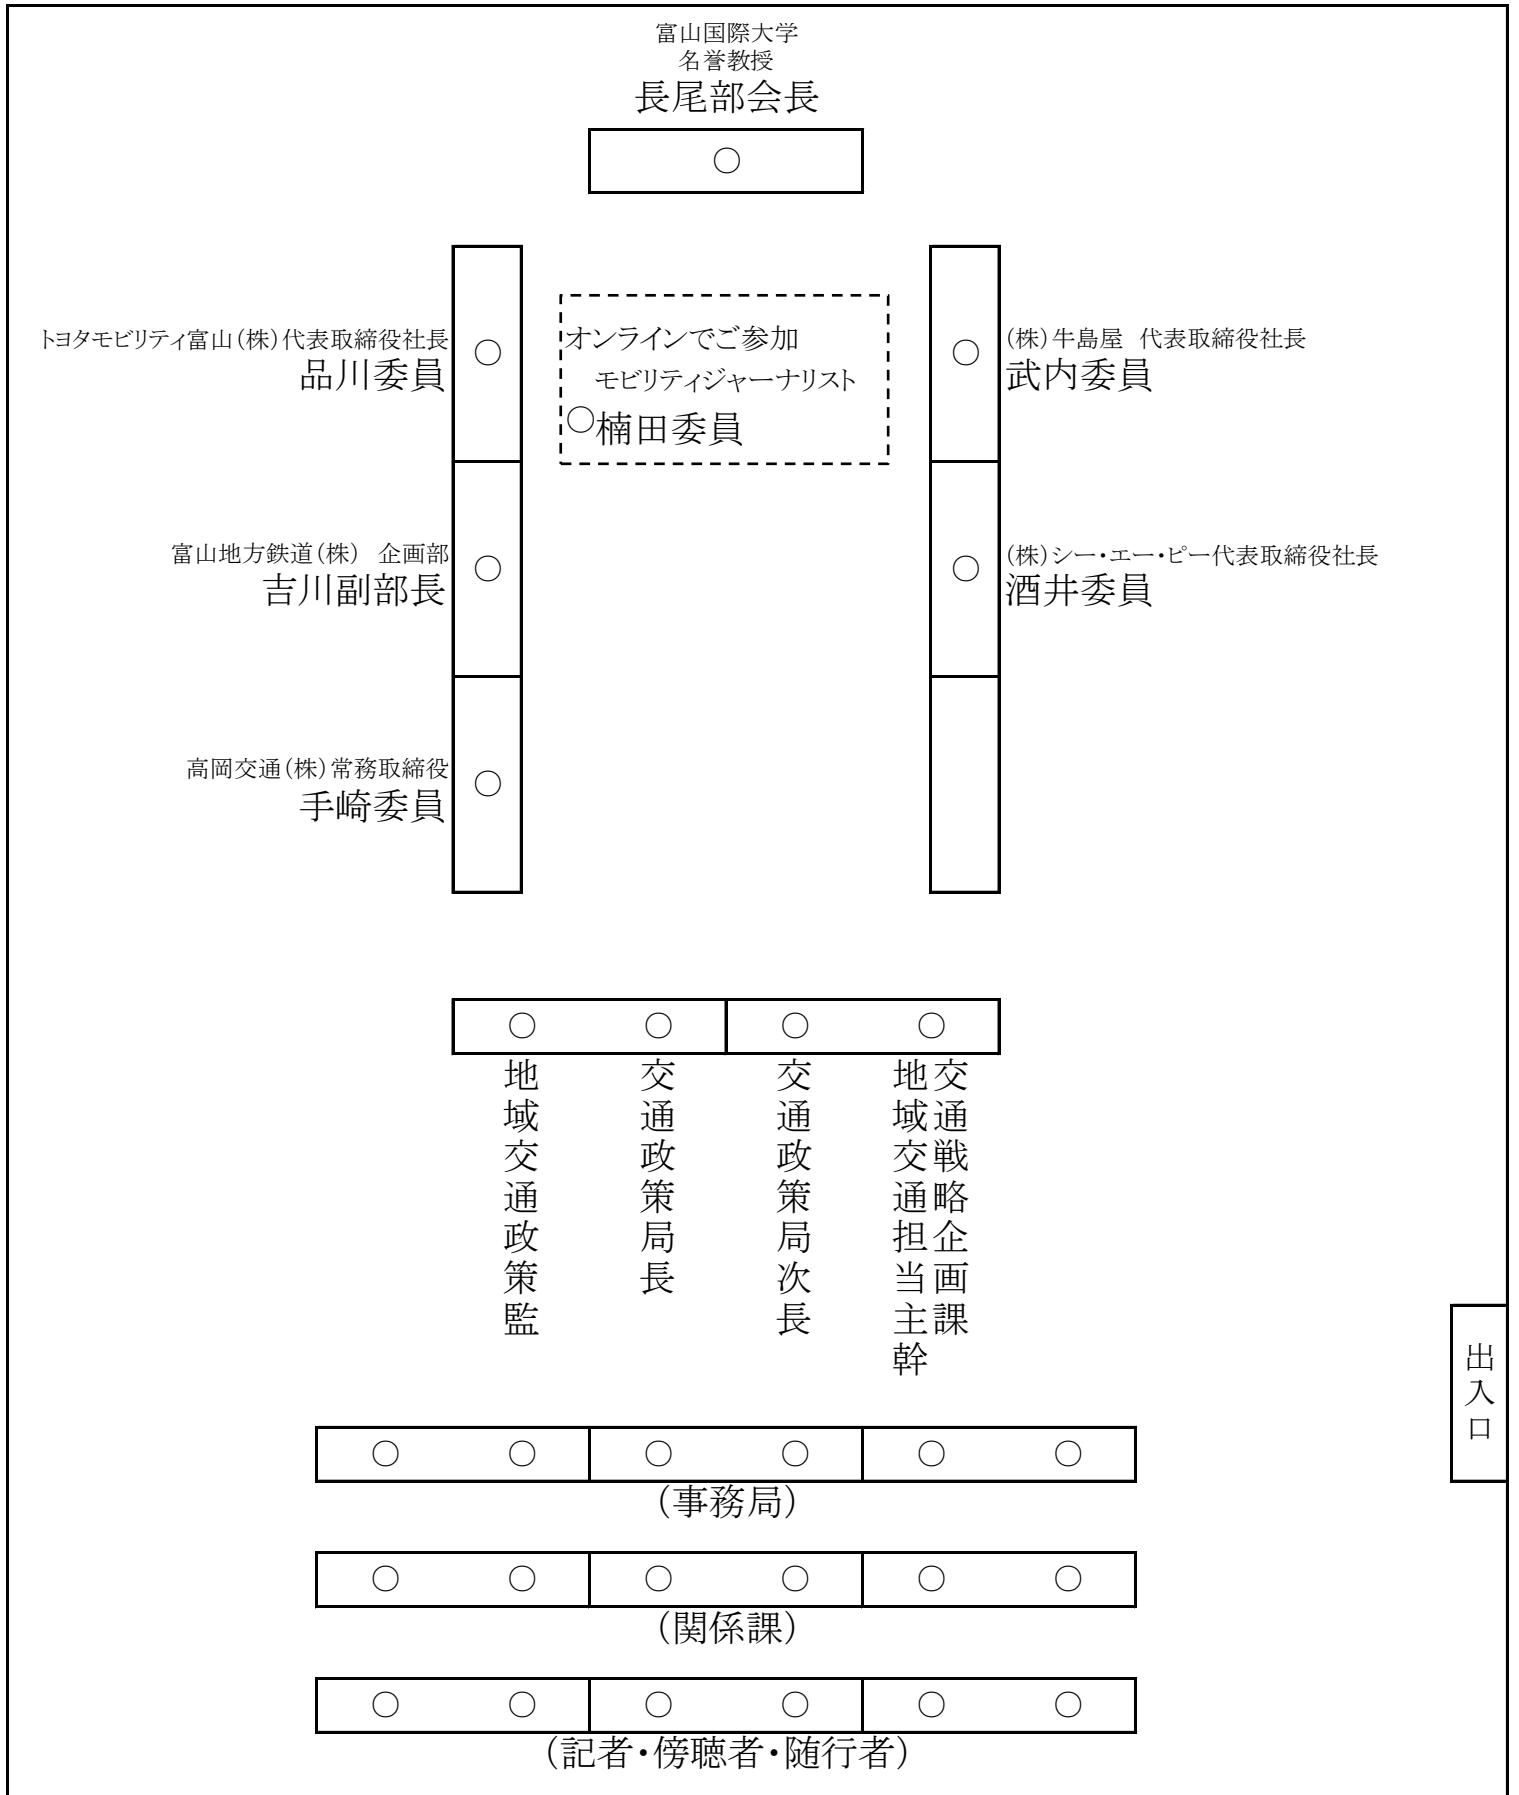 富山国際大学
名誉教授
長尾部会長
○
トヨタモビリティ富山(株)代表取締役社長
品川委員
○
オンラインでご参加
モビリティジャーナリスト
○楠田委員
○
(株)牛島屋 代表取締役社長
武内委員
富山地方鉄道(株) 企画部
吉川副部長
○
○
(株)シー・エー・ピー代表取締役社長
酒井委員
高岡交通(株)常務取締役
手崎委員
○
○ ○ ○ ○
地域交通政策監
交通政策局長
交通政策局次長
交通戦略企画課
地域交通担当主幹
出入口
○ ○ ○ ○ ○ ○
(事務局)
○ ○ ○ ○ ○ ○
(関係課)
○ ○ ○ ○ ○ ○
(記者・傍聴者・随行者)